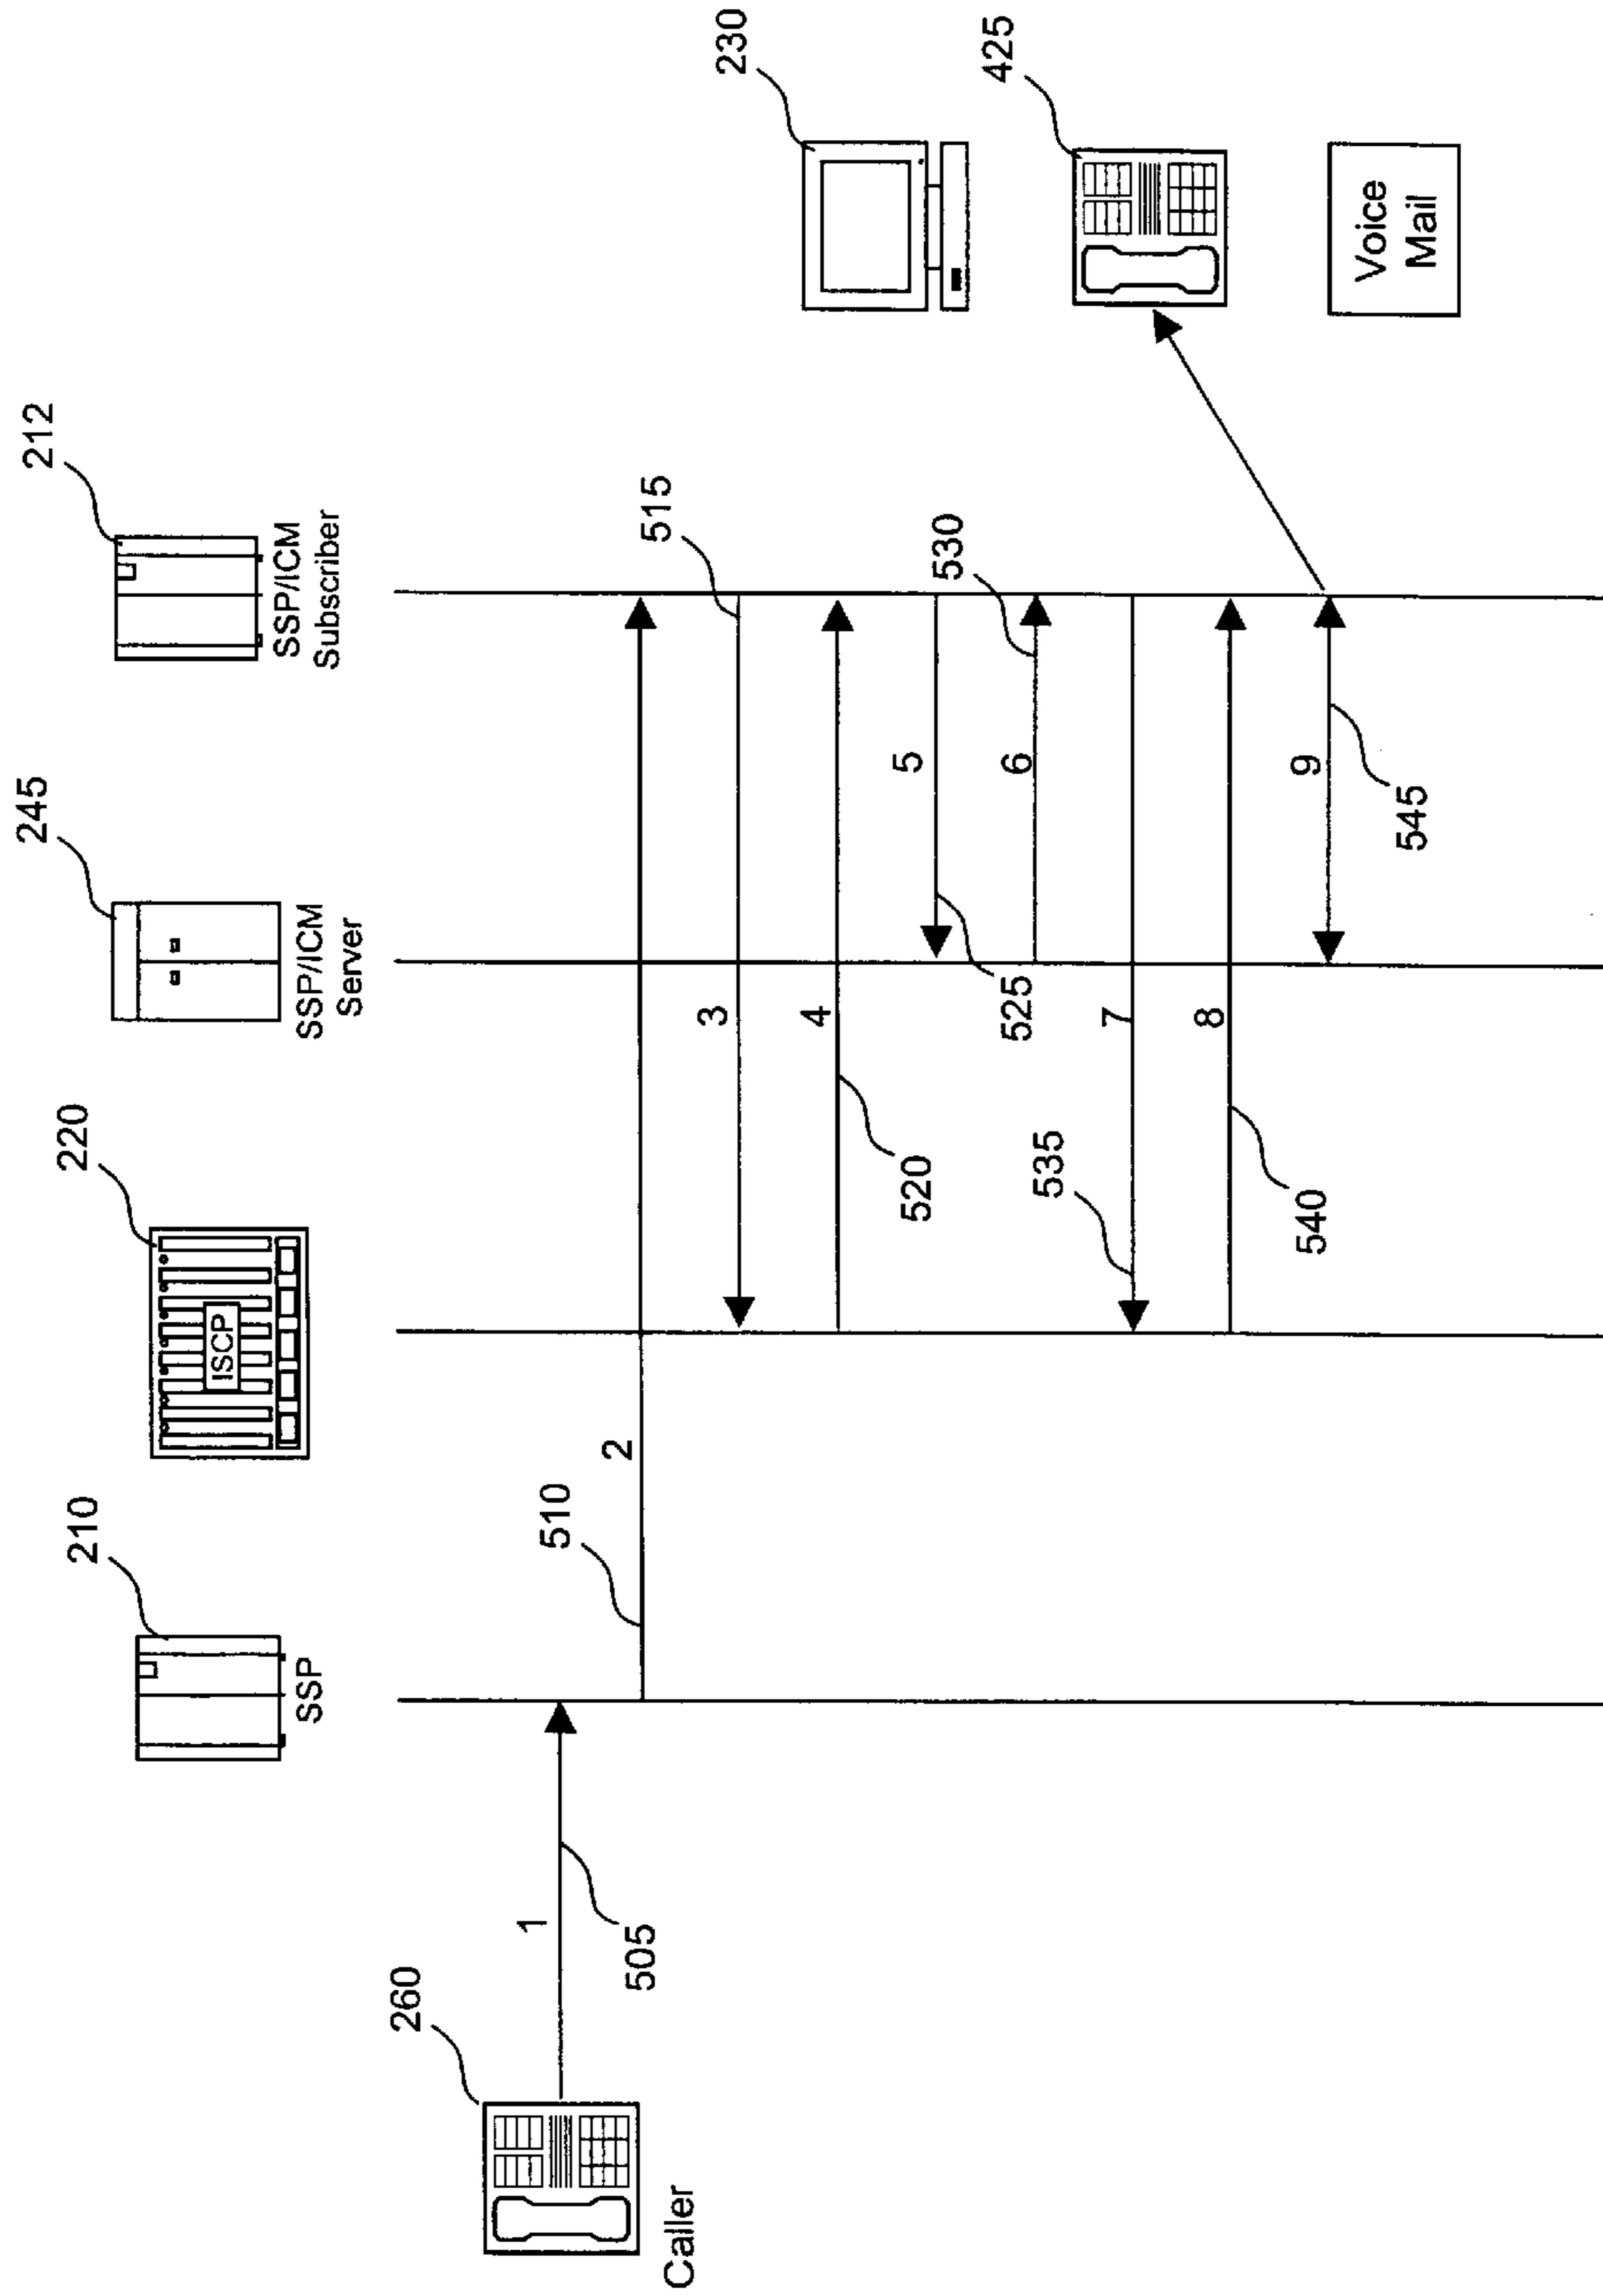 210
SSP
220
ISCP
245
SSP/ICM
Server
212
SSP/ICM
Subscriber
260
Caller
1
505
510
2
3
515
4
520
5
525
6
530
7
535
8
540
9
545
230
425
Voice
Mail